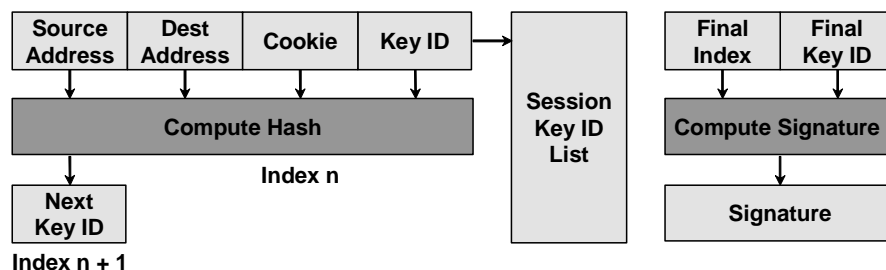 Source
Address
Dest
Address
Cookie
Key ID
Compute Hash
Index n
Next
Key ID
Index n + 1
Session
Key ID
List
Final
Index
Final
Key ID
Compute Signature
Signature